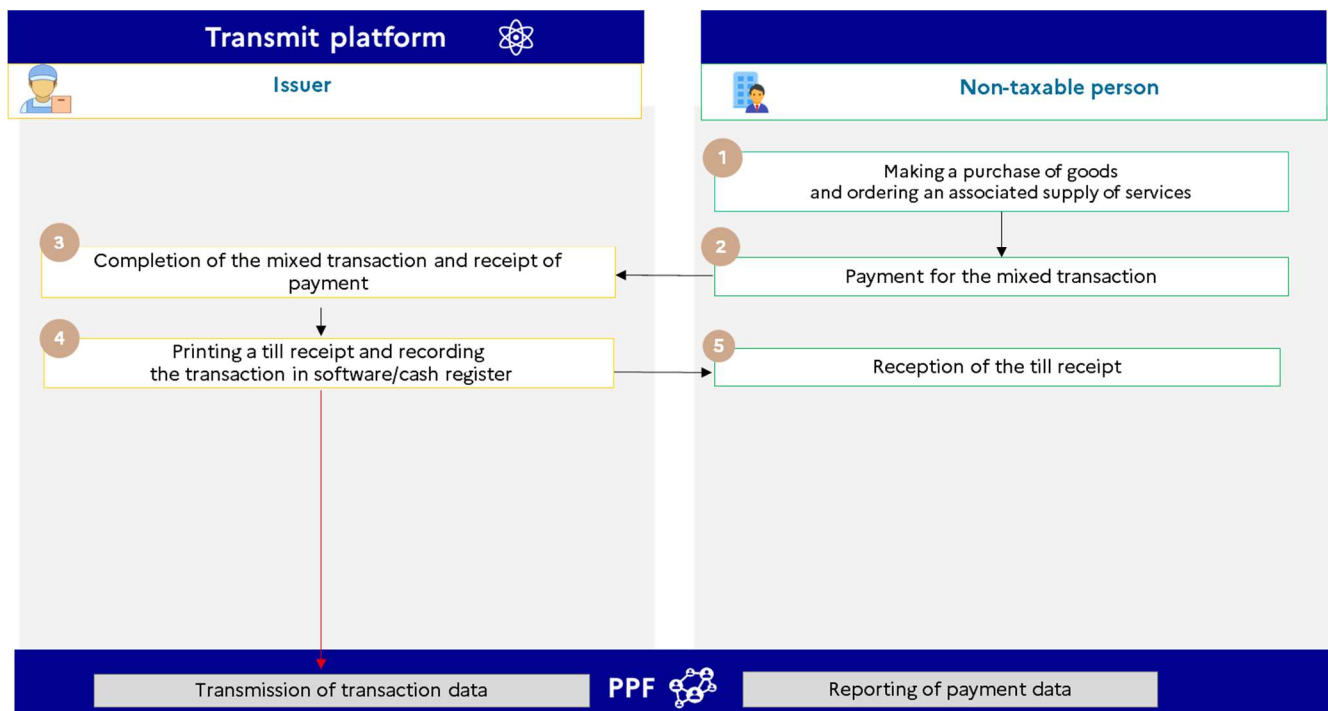 Transmit platform
Issuer
Non-taxable person
1
Making a purchase of goods
and ordering an associated supply of services
2
Payment for the mixed transaction
3
Completion of the mixed transaction and receipt of
payment
4
Printing a till receipt and recording
the transaction in software/cash register
5
Reception of the till receipt
Transmission of transaction data
PPF
Reporting of payment data